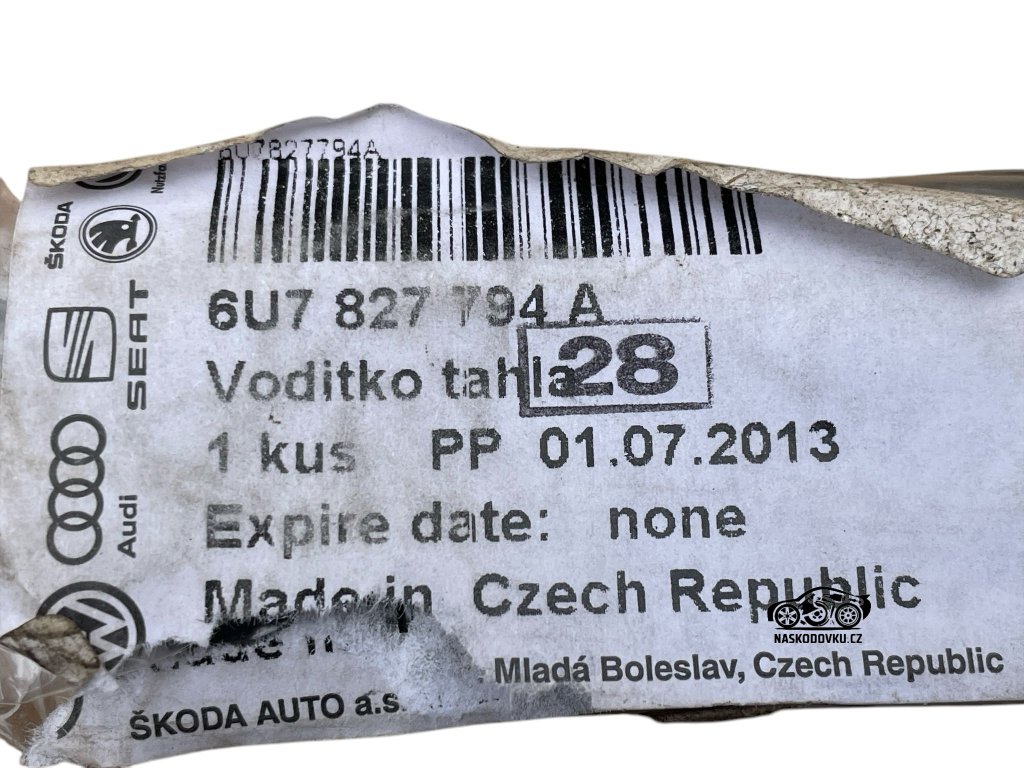 6U7827794A
6U7 827 794 A
Voditko tahla
28
1 kus PP 01.07.2013
Expire date: none
Made in Czech Republic
Mladá Boleslav, Czech Republic
ŠKODA AUTO a.s.
ŠKODA
SEAT
Audi
NASKODOVKU.CZ